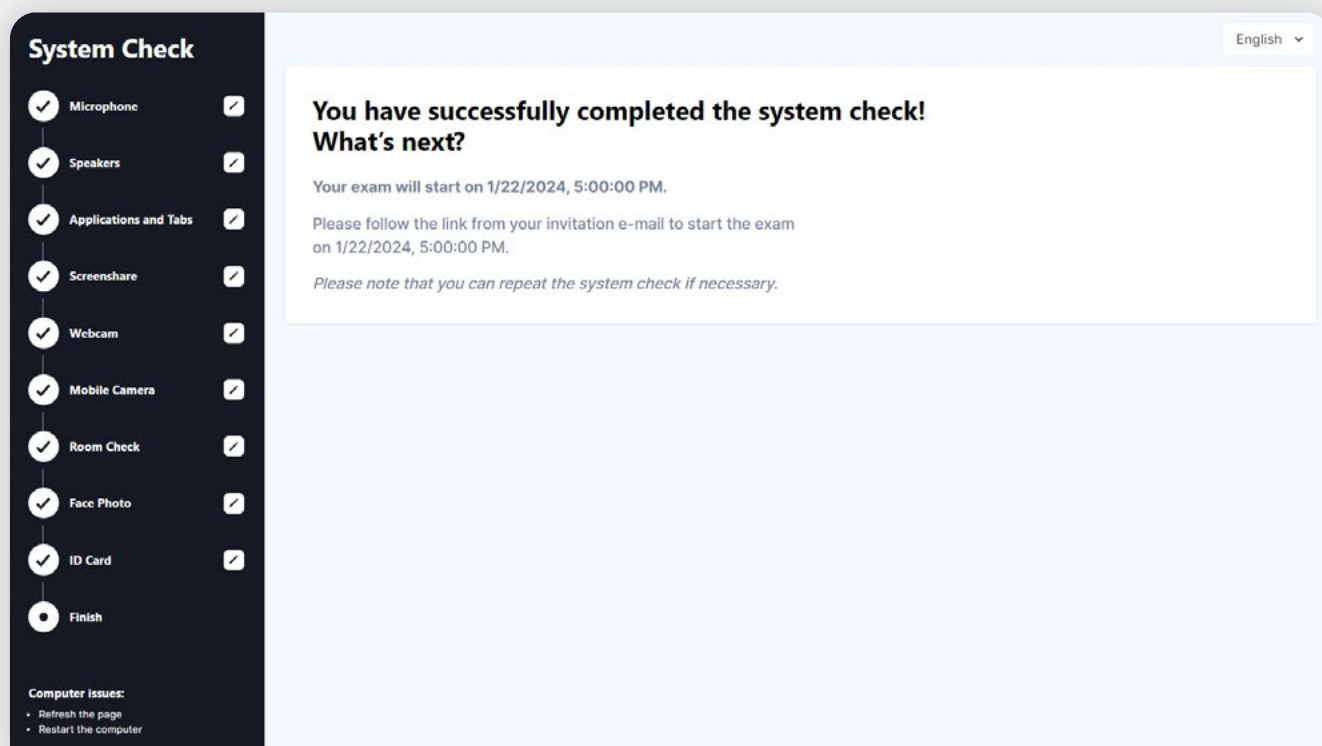 System Check
Microphone
Speakers
Applications and Tabs
Screenshare
Webcam
Mobile Camera
Room Check
Face Photo
ID Card
Finish
Computer issues:
• Refresh the page
• Restart the computer
English
You have successfully completed the system check!
What's next?
Your exam will start on 1/22/2024, 5:00:00 PM.
Please follow the link from your invitation e-mail to start the exam
on 1/22/2024, 5:00:00 PM.
Please note that you can repeat the system check if necessary.